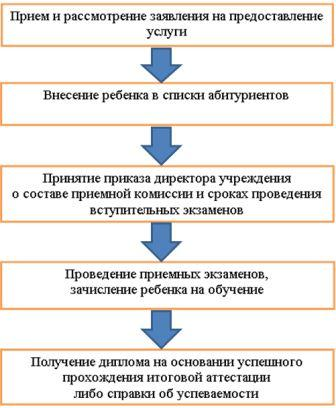 Прием и рассмотрение заявления на предоставление
услуги
Внесение ребенка в списки абитуриентов
Принятие приказа директора учреждения
о составе приемной комиссии и сроках проведения
вступительных экзаменов
Проведение приемных экзаменов,
зачисление ребенка на обучение
Получение диплома на основании успешного
прохождения итоговой аттестации
либо справки об успеваемости